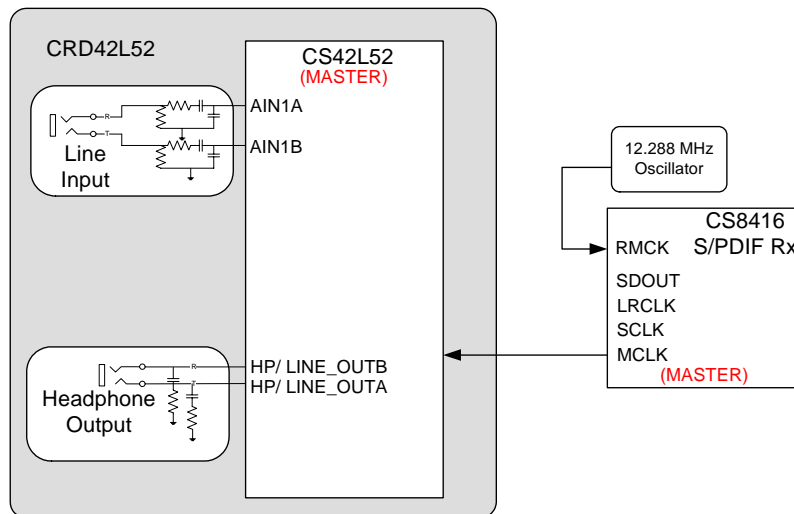 CRD42L52
CS42L52
(MASTER)
R
T
Line
Input
AIN1A
AIN1B
12.288 MHz
Oscillator
CS8416
S/PDIF Rx
RMCK
SDOUT
LRCLK
SCLK
MCLK
(MASTER)
R
T
Headphone
Output
HP/ LINE_OUTB
HP/ LINE_OUTA